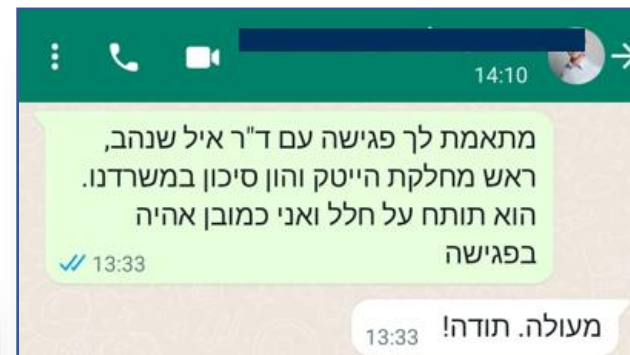 14:10
מתאמת לך פגישה עם ד"ר איל שנהב,
ראש מחלקת הייטק והון סיכון במשרדנו.
הוא תותח על חלל ואני כמובן אהיה
בפגישה
13:33
מעולה. תודה!
13:33